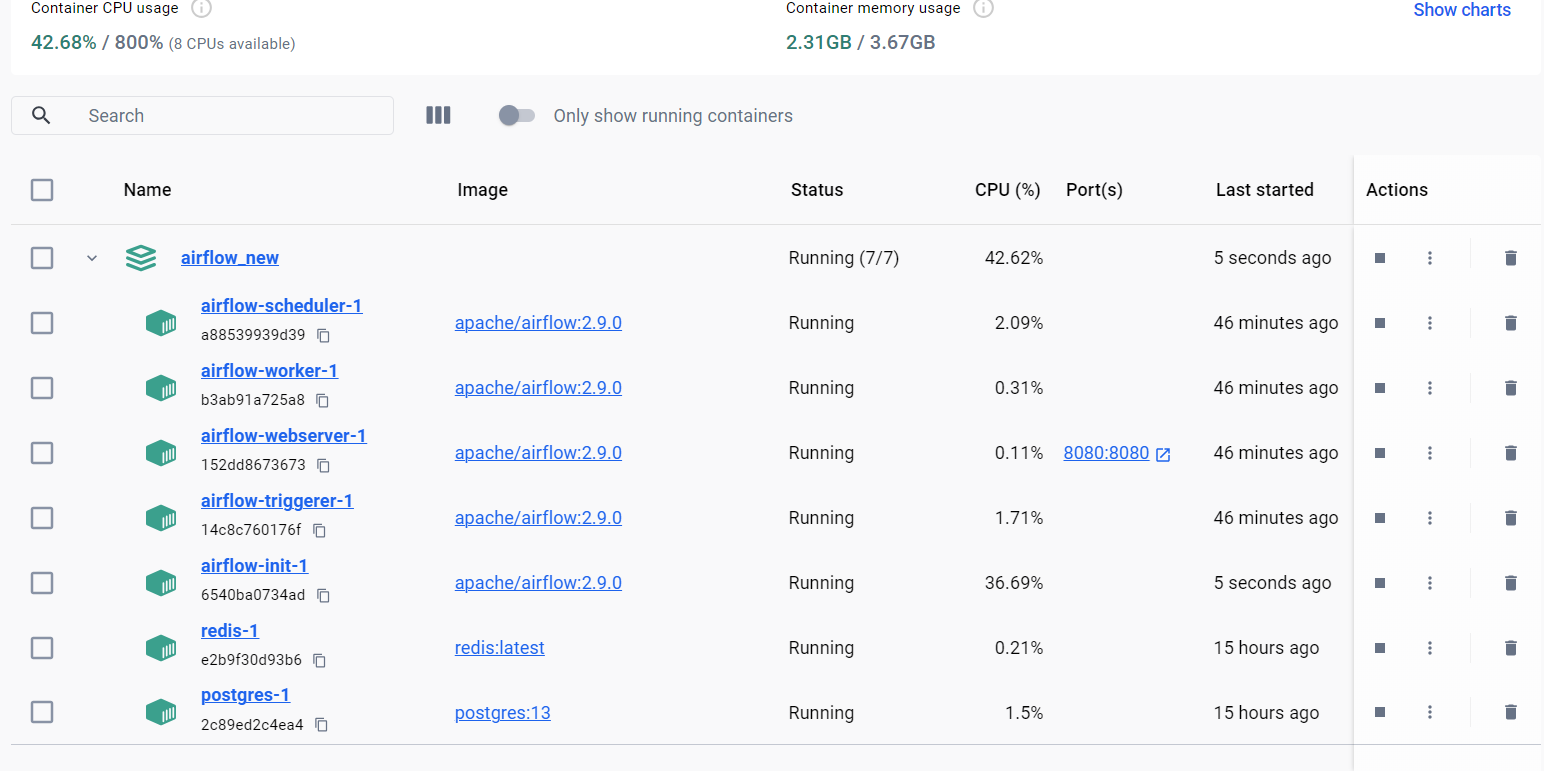 Container CPU usage
Container memory usage
Show charts
42.68% / 800% (8 CPUs available)
2.31GB / 3.67GB
Search
Only show running containers
Name Image Status CPU (%) Port(s) Last started Actions
airflow_new Running (7/7) 42.62% 5 seconds ago
airflow-scheduler-1
a88539939d39
apache/airflow:2.9.0 Running 2.09% 46 minutes ago
airflow-worker-1
b3ab91a725a8
apache/airflow:2.9.0 Running 0.31% 46 minutes ago
airflow-webserver-1
152dd8673673
apache/airflow:2.9.0 Running 0.11% 8080:8080 46 minutes ago
airflow-triggerer-1
14c8c760176f
apache/airflow:2.9.0 Running 1.71% 46 minutes ago
airflow-init-1
6540ba0734ad
apache/airflow:2.9.0 Running 36.69% 5 seconds ago
redis-1
e2b9f30d93b6
redis:latest Running 0.21% 15 hours ago
postgres-1
2c89ed2c4ea4
postgres:13 Running 1.5% 15 hours ago